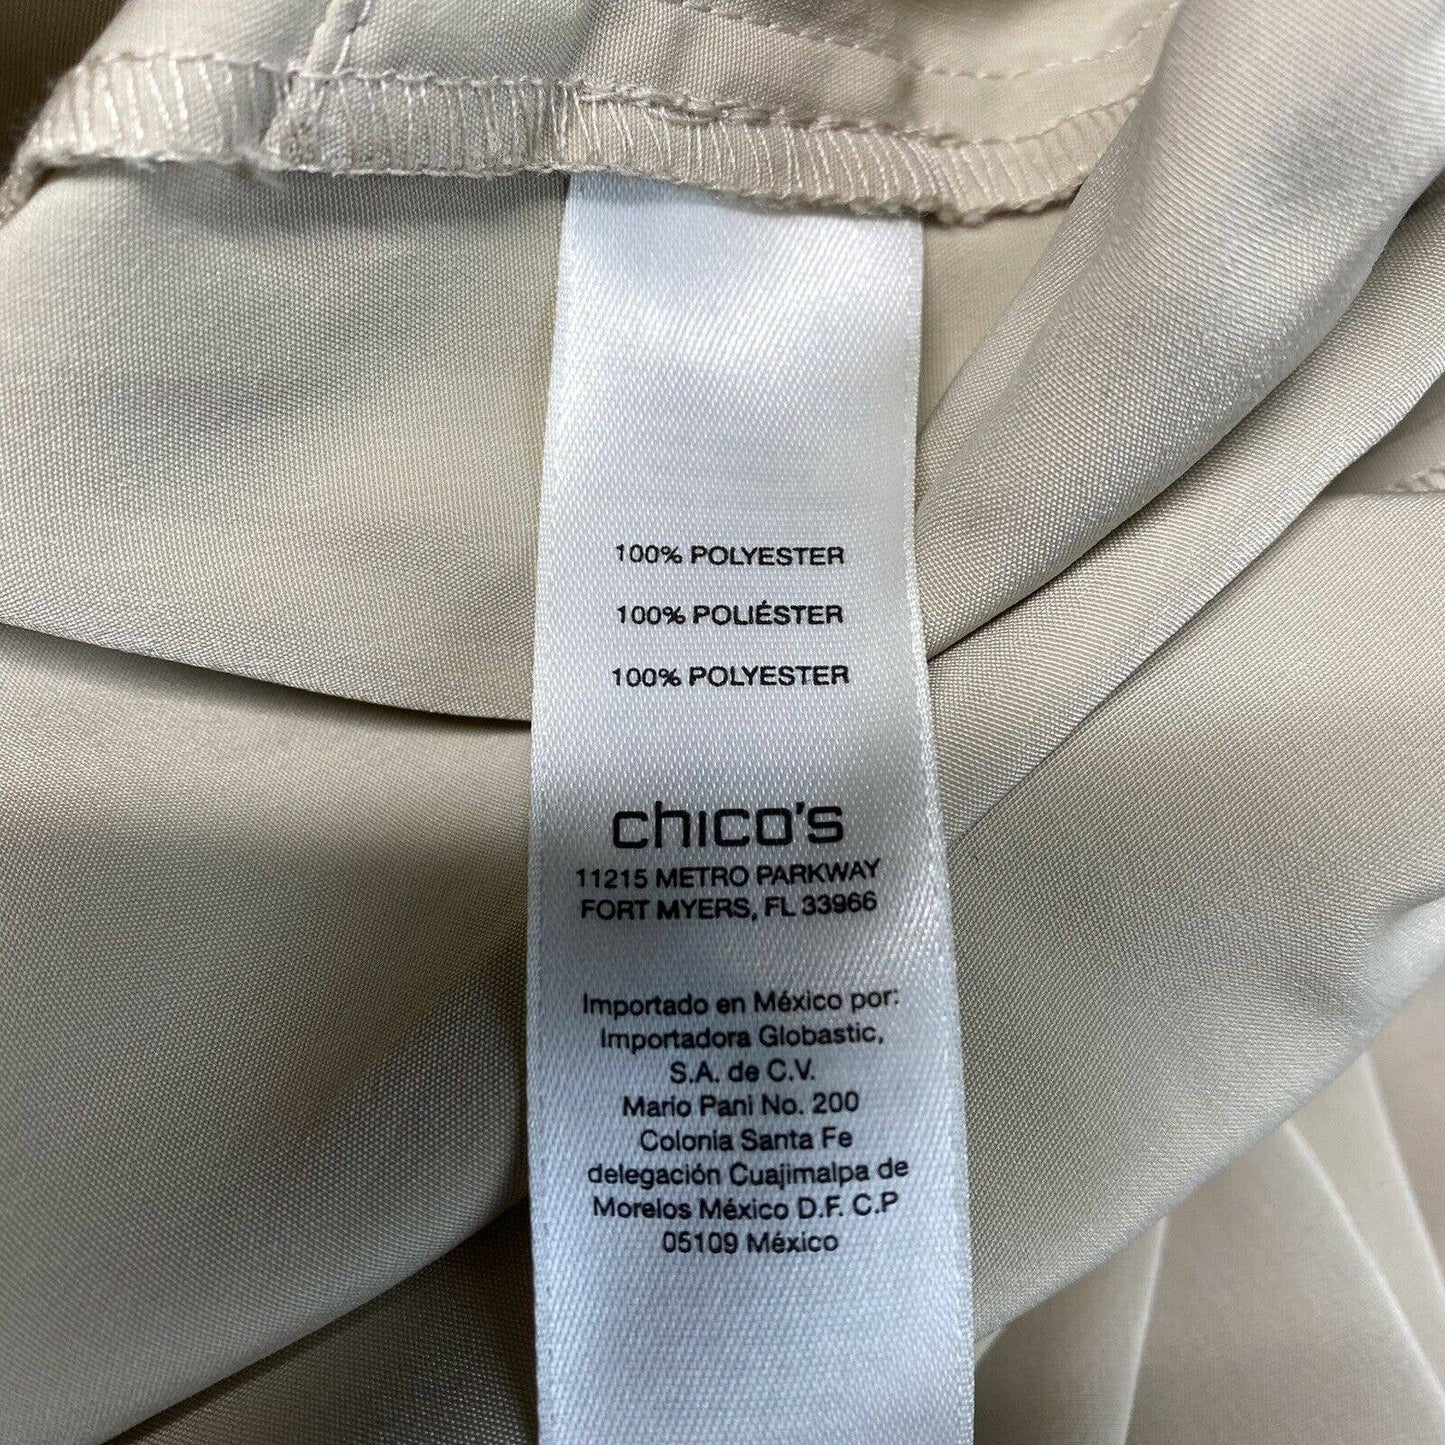 100% POLYESTER
100% POLIÉSTER
100% POLYESTER
chico's
11215 METRO PARKWAY
FORT MYERS, FL 33966
Importado en México por:
Importadora Globastic,
S.A. de C.V.
Mario Pani No. 200
Colonia Santa Fe
delegación Cuajimalpa de
Morelos México D.F. C.P
05109 México